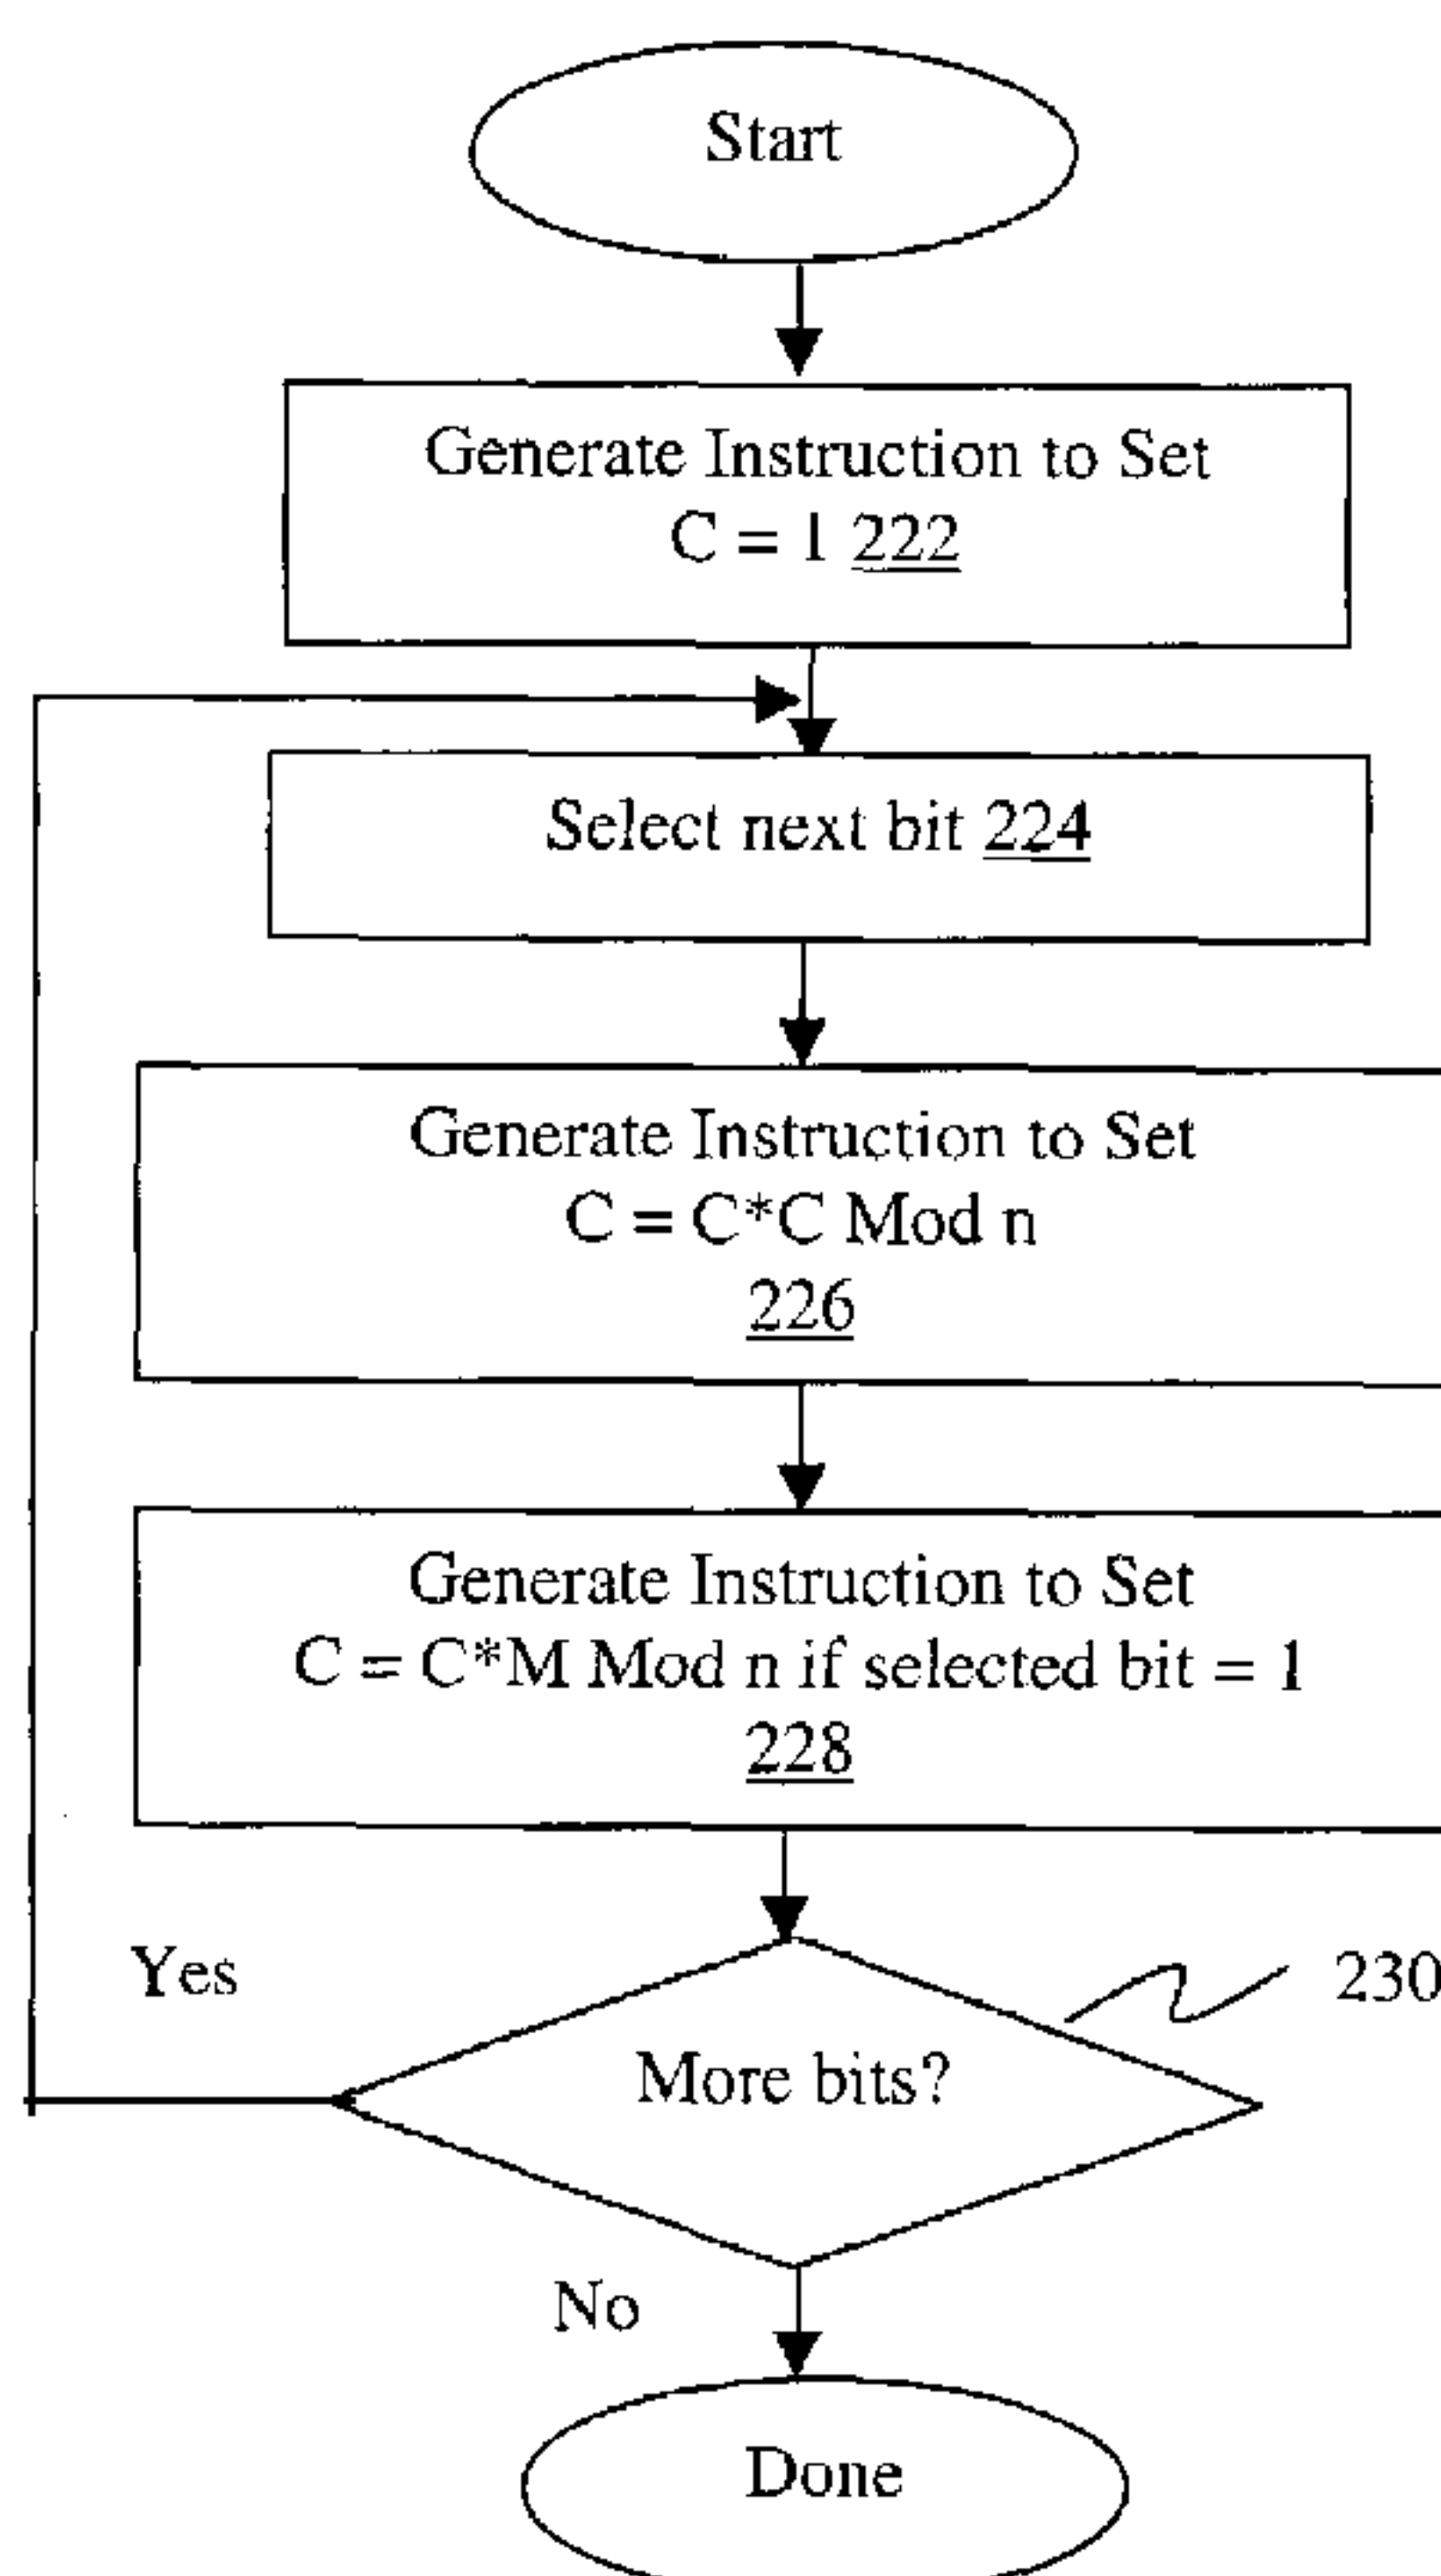 Start
Generate Instruction to Set
C = 1 222
Select next bit 224
Generate Instruction to Set
C = C*C Mod n
226
Generate Instruction to Set
C = C*M Mod n if selected bit = 1
228
Yes
230
More bits?
No
Done